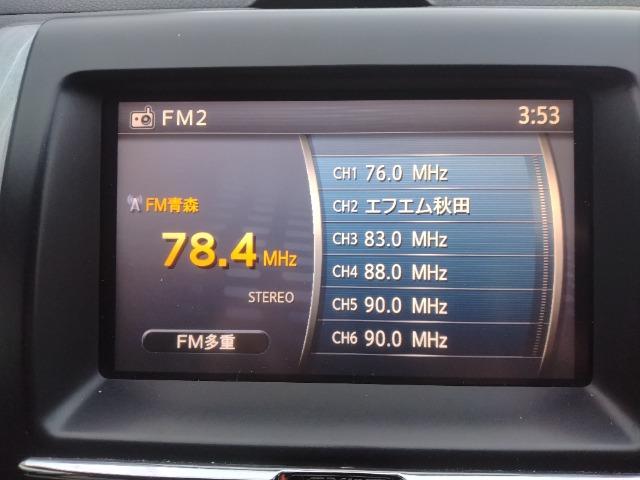 FM2
3:53
FM青森
78.4 MHz
STEREO
FM多重
CH1 76.0 MHz
CH2 エフエム秋田
CH3 83.0 MHz
CH4 88.0 MHz
CH5 90.0 MHz
CH6 90.0 MHz